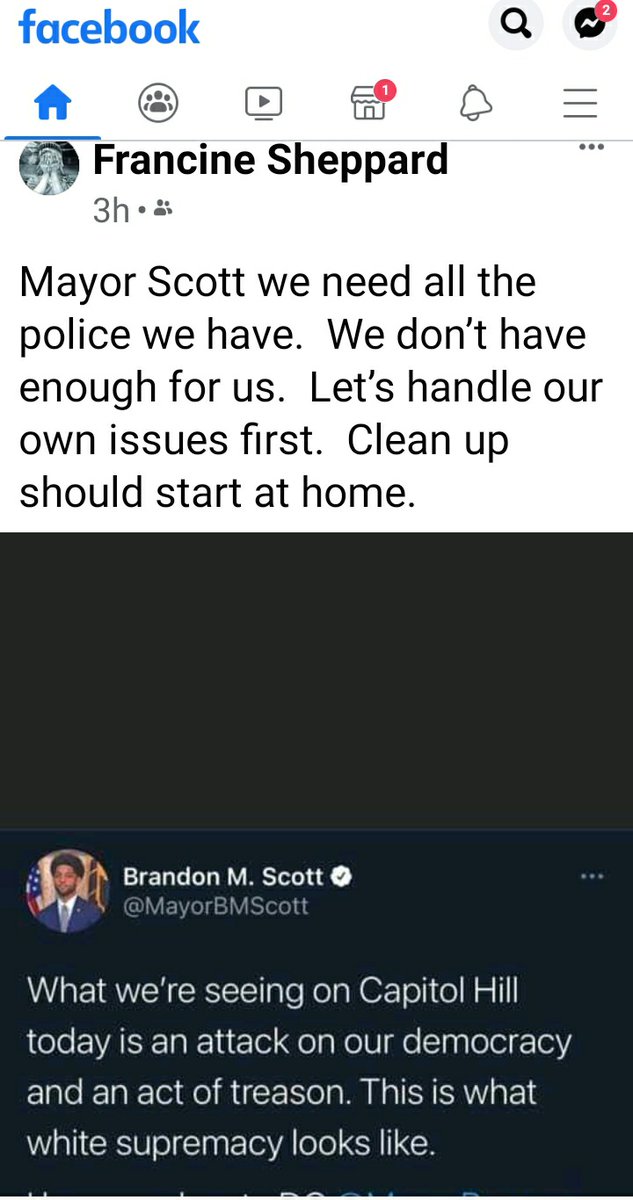 facebook
2
1
Francine Sheppard
3h
Mayor Scott we need all the
police we have.  We don’t have
enough for us.  Let’s handle our
own issues first.  Clean up
should start at home.
Brandon M. Scott
@MayorBMScott
What we're seeing on Capitol Hill
today is an attack on our democracy
and an act of treason. This is what
white supremacy looks like.